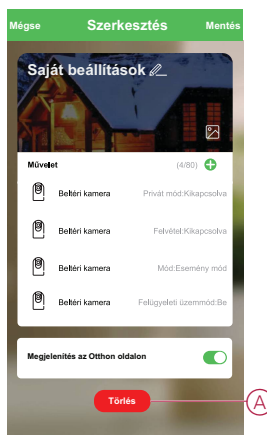 Mégse Szerkesztés Mentés
Saját beállítások
Művelet (4/80)
Beltéri kamera Privát mód:Kikapcsolva
Beltéri kamera Felvétel:Kikapcsolva
Beltéri kamera Mód:Esemény mód
Beltéri kamera Felügyeleti üzemmód:Be
Megjelenítés az Otthon oldalon
Törlés A